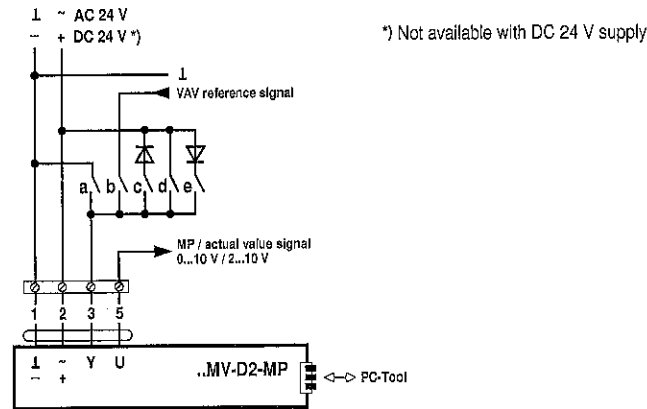 ⊥ ~ AC 24 V
– + DC 24 V *)
*) Not available with DC 24 V supply
⊥
VAV reference signal
a b c d e
MP / actual value signal
0...10 V / 2...10 V
1 2 3 5
⊥ ~ Y U
– +
..MV-D2-MP
PC-Tool